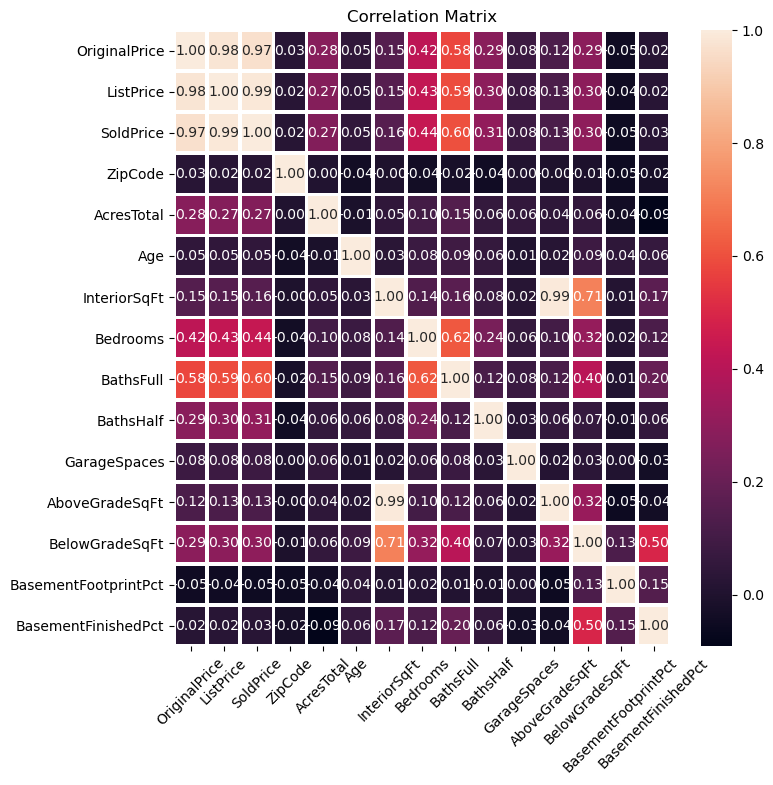 Correlation Matrix
OriginalPrice 1.00 0.98 0.97 0.03 0.28 0.05 0.15 0.42 0.58 0.29 0.08 0.12 0.29 -0.05 0.02
ListPrice 0.98 1.00 0.99 0.02 0.27 0.05 0.15 0.43 0.59 0.30 0.08 0.13 0.30 -0.04 0.02
SoldPrice 0.97 0.99 1.00 0.02 0.27 0.05 0.16 0.44 0.60 0.31 0.08 0.13 0.30 -0.05 0.03
ZipCode 0.03 0.02 0.02 1.00 0.00 -0.04 -0.00 -0.04 -0.02 -0.04 0.00 -0.00 -0.01 -0.05 -0.02
AcresTotal 0.28 0.27 0.27 0.00 1.00 -0.01 0.05 0.10 0.15 0.06 0.06 0.04 0.06 -0.04 -0.09
Age 0.05 0.05 0.05 -0.04 -0.01 1.00 0.03 0.08 0.09 0.06 0.01 0.02 0.09 0.04 0.06
InteriorSqFt 0.15 0.15 0.16 -0.00 0.05 0.03 1.00 0.14 0.16 0.08 0.02 0.99 0.71 0.01 0.17
Bedrooms 0.42 0.43 0.44 -0.04 0.10 0.08 0.14 1.00 0.62 0.24 0.06 0.10 0.32 0.02 0.12
BathsFull 0.58 0.59 0.60 -0.02 0.15 0.09 0.16 0.62 1.00 0.12 0.08 0.12 0.40 0.01 0.20
BathsHalf 0.29 0.30 0.31 -0.04 0.06 0.06 0.08 0.24 0.12 1.00 0.03 0.06 0.07 -0.01 0.06
GarageSpaces 0.08 0.08 0.08 0.00 0.06 0.01 0.02 0.06 0.08 0.03 1.00 0.02 0.03 0.00 -0.03
AboveGradeSqFt 0.12 0.13 0.13 -0.00 0.04 0.02 0.99 0.10 0.12 0.06 0.02 1.00 0.32 -0.05 -0.04
BelowGradeSqFt 0.29 0.30 0.30 -0.01 0.06 0.09 0.71 0.32 0.40 0.07 0.03 0.32 1.00 0.13 0.50
BasementFootprintPct -0.05 -0.04 -0.05 -0.05 -0.04 0.04 0.01 0.02 0.01 -0.01 0.00 -0.05 0.13 1.00 0.15
BasementFinishedPct 0.02 0.02 0.03 -0.02 -0.09 0.06 0.17 0.12 0.20 0.06 -0.03 -0.04 0.50 0.15 1.00
OriginalPrice
ListPrice
SoldPrice
ZipCode
AcresTotal
Age
InteriorSqFt
Bedrooms
BathsFull
BathsHalf
GarageSpaces
AboveGradeSqFt
BelowGradeSqFt
BasementFootprintPct
BasementFinishedPct
1.0
0.8
0.6
0.4
0.2
0.0